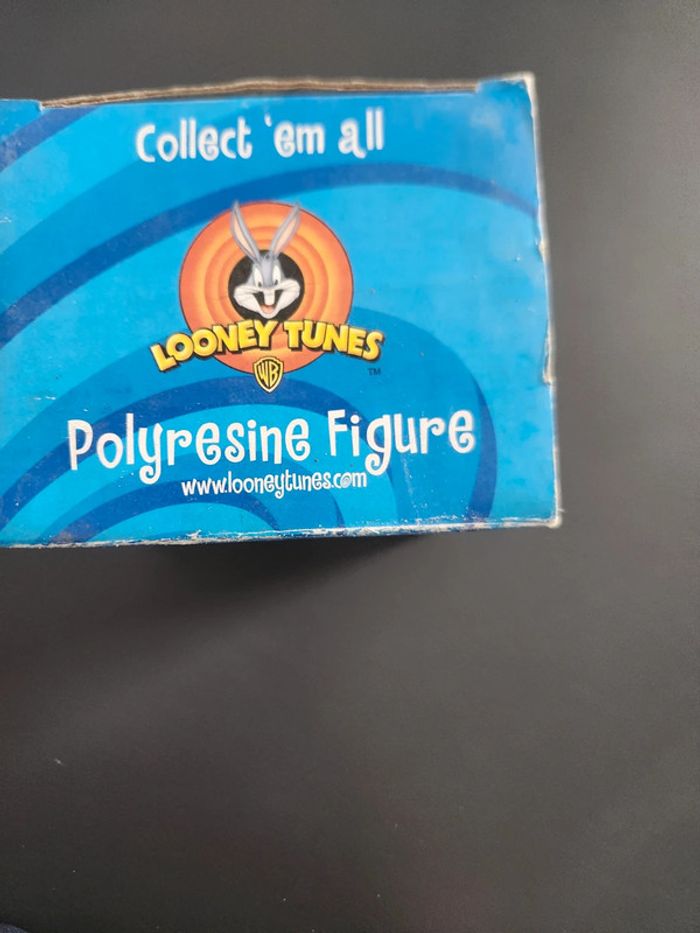 Collect 'em all
LOONEY TUNES
WB
TM
Polyresine Figure
www.looneytunes.com